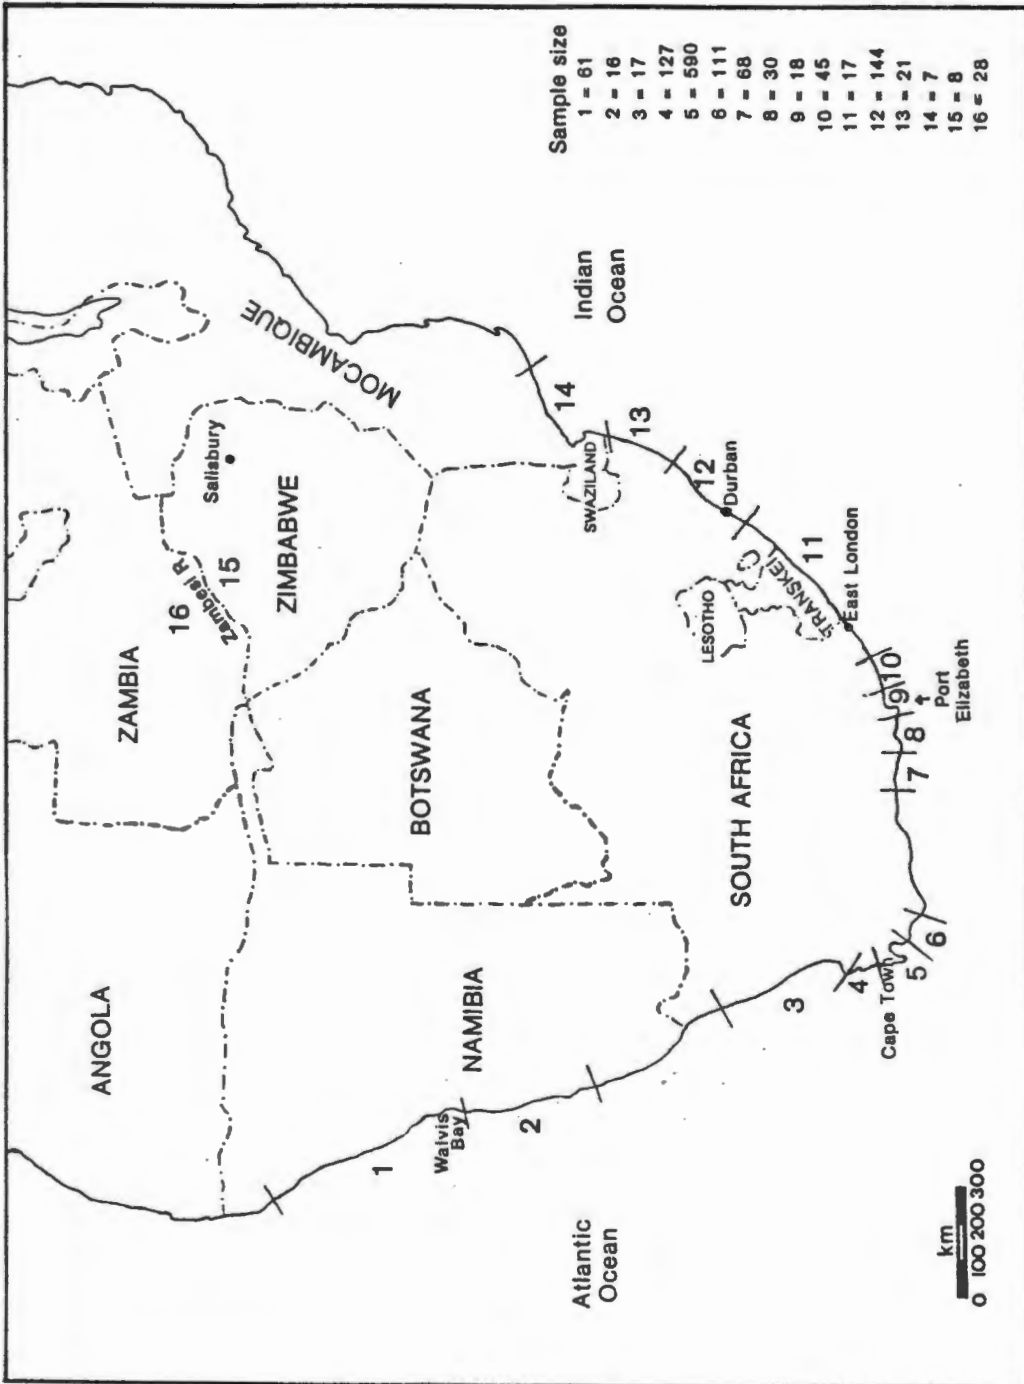 ANGOLA
ZAMBIA
16
Zambesi R.
15
Salisbury
ZIMBABWE
MOCAMBIQUE
NAMIBIA
BOTSWANA
1
Walvis
Bay
2
Atlantic
Ocean
SOUTH AFRICA
LESOTHO
SWAZILAND
TRANSKEI
Indian
Ocean
14
13
12
Durban
11
East London
10
9
Port
Elizabeth
8
7
6
5
4
Cape Town
3
km
0 100 200 300
Sample size
1 = 61
2 = 16
3 = 17
4 = 127
5 = 590
6 = 111
7 = 68
8 = 30
9 = 18
10 = 45
11 = 17
12 = 144
13 = 21
14 = 7
15 = 8
16 = 28